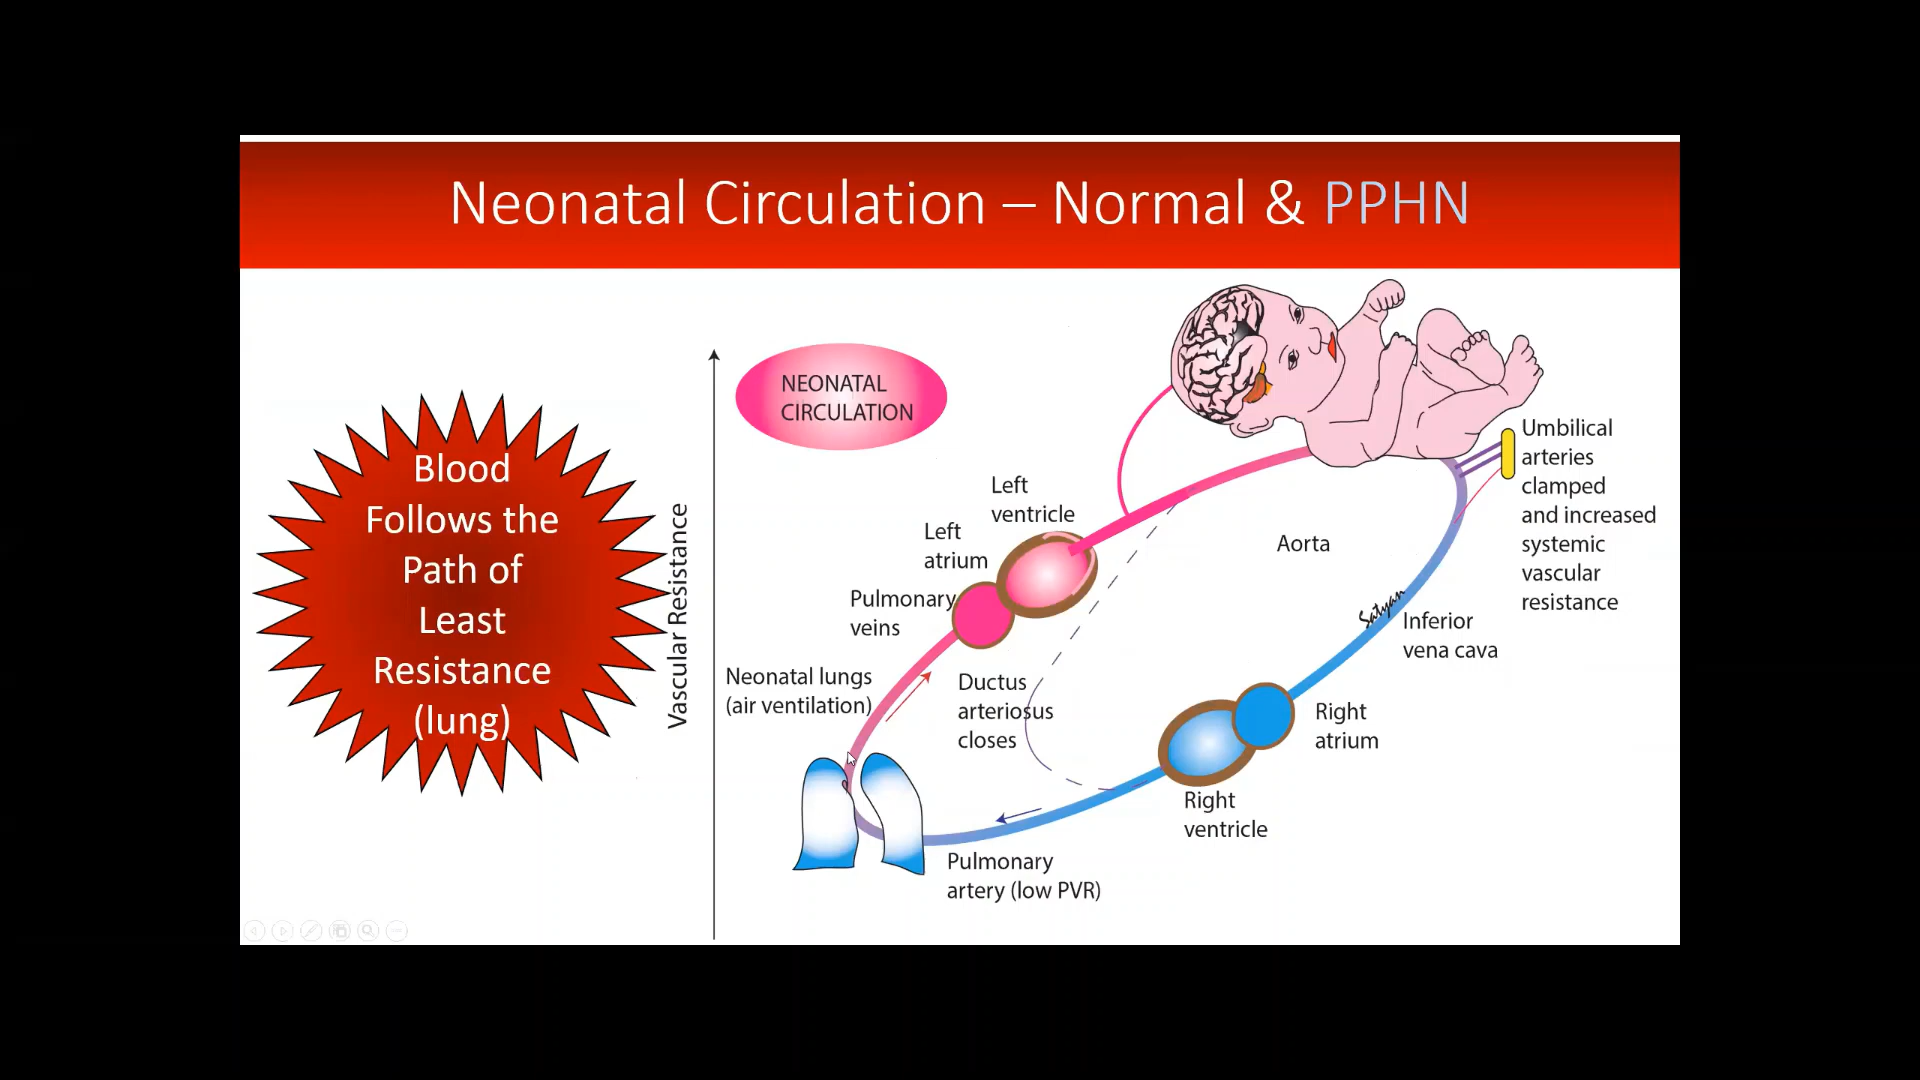 Neonatal Circulation – Normal & PPHN
Blood
Follows the
Path of
Least
Resistance
(lung)
Vascular Resistance
NEONATAL
CIRCULATION
Left
ventricle
Left
atrium
Pulmonary
veins
Neonatal lungs
(air ventilation)
Ductus
arteriosus
closes
Pulmonary
artery (low PVR)
Right
ventricle
Right
atrium
Inferior
vena cava
Satyan
Aorta
Umbilical
arteries
clamped
and increased
systemic
vascular
resistance